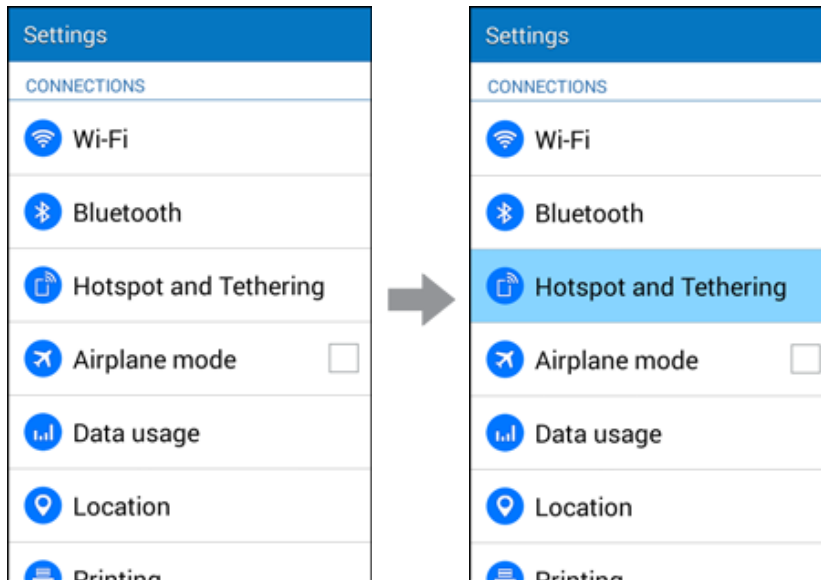 Settings
CONNECTIONS
Wi-Fi
Bluetooth
Hotspot and Tethering
Airplane mode
Data usage
Location
Printing
Settings
CONNECTIONS
Wi-Fi
Bluetooth
Hotspot and Tethering
Airplane mode
Data usage
Location
Printing